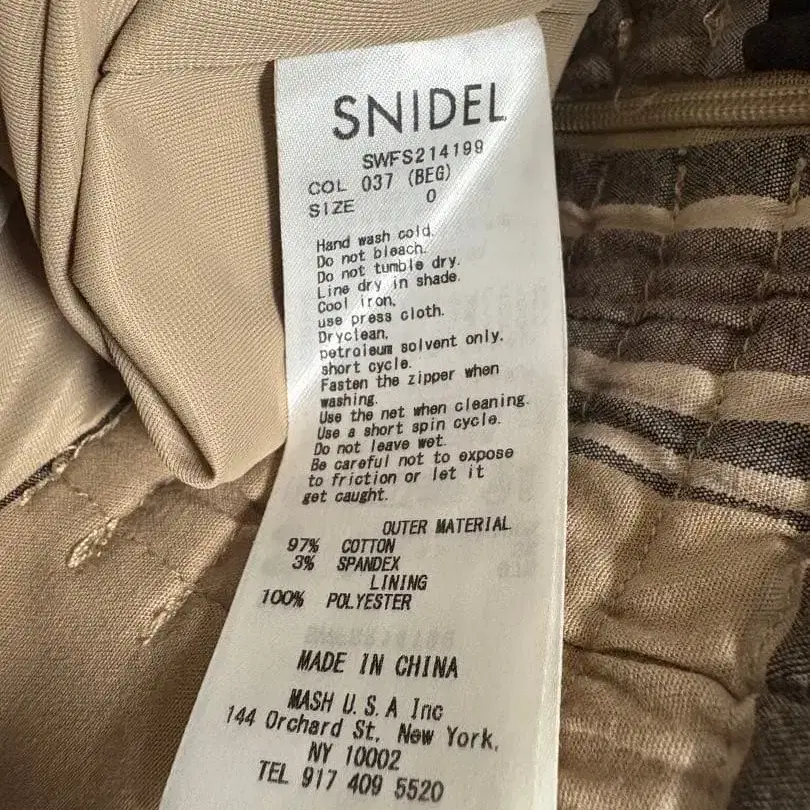 SNIDEL
SWFS214199
COL 037 (BEG)
SIZE 0
Hand wash cold.
Do not bleach.
Do not tumble dry.
Line dry in shade.
Cool iron,
use press cloth.
Dryclean,
petroleum solvent only.
short cycle.
Fasten the zipper when
washing.
Use the net when cleaning.
Use a short spin cycle.
Do not leave wet.
Be careful not to expose
to friction or let it
get caught.
OUTER MATERIAL
97% COTTON
3% SPANDEX
LINING
100% POLYESTER
MADE IN CHINA
MASH U.S.A Inc
144 Orchard St, New York,
NY 10002
TEL 917 409 5520